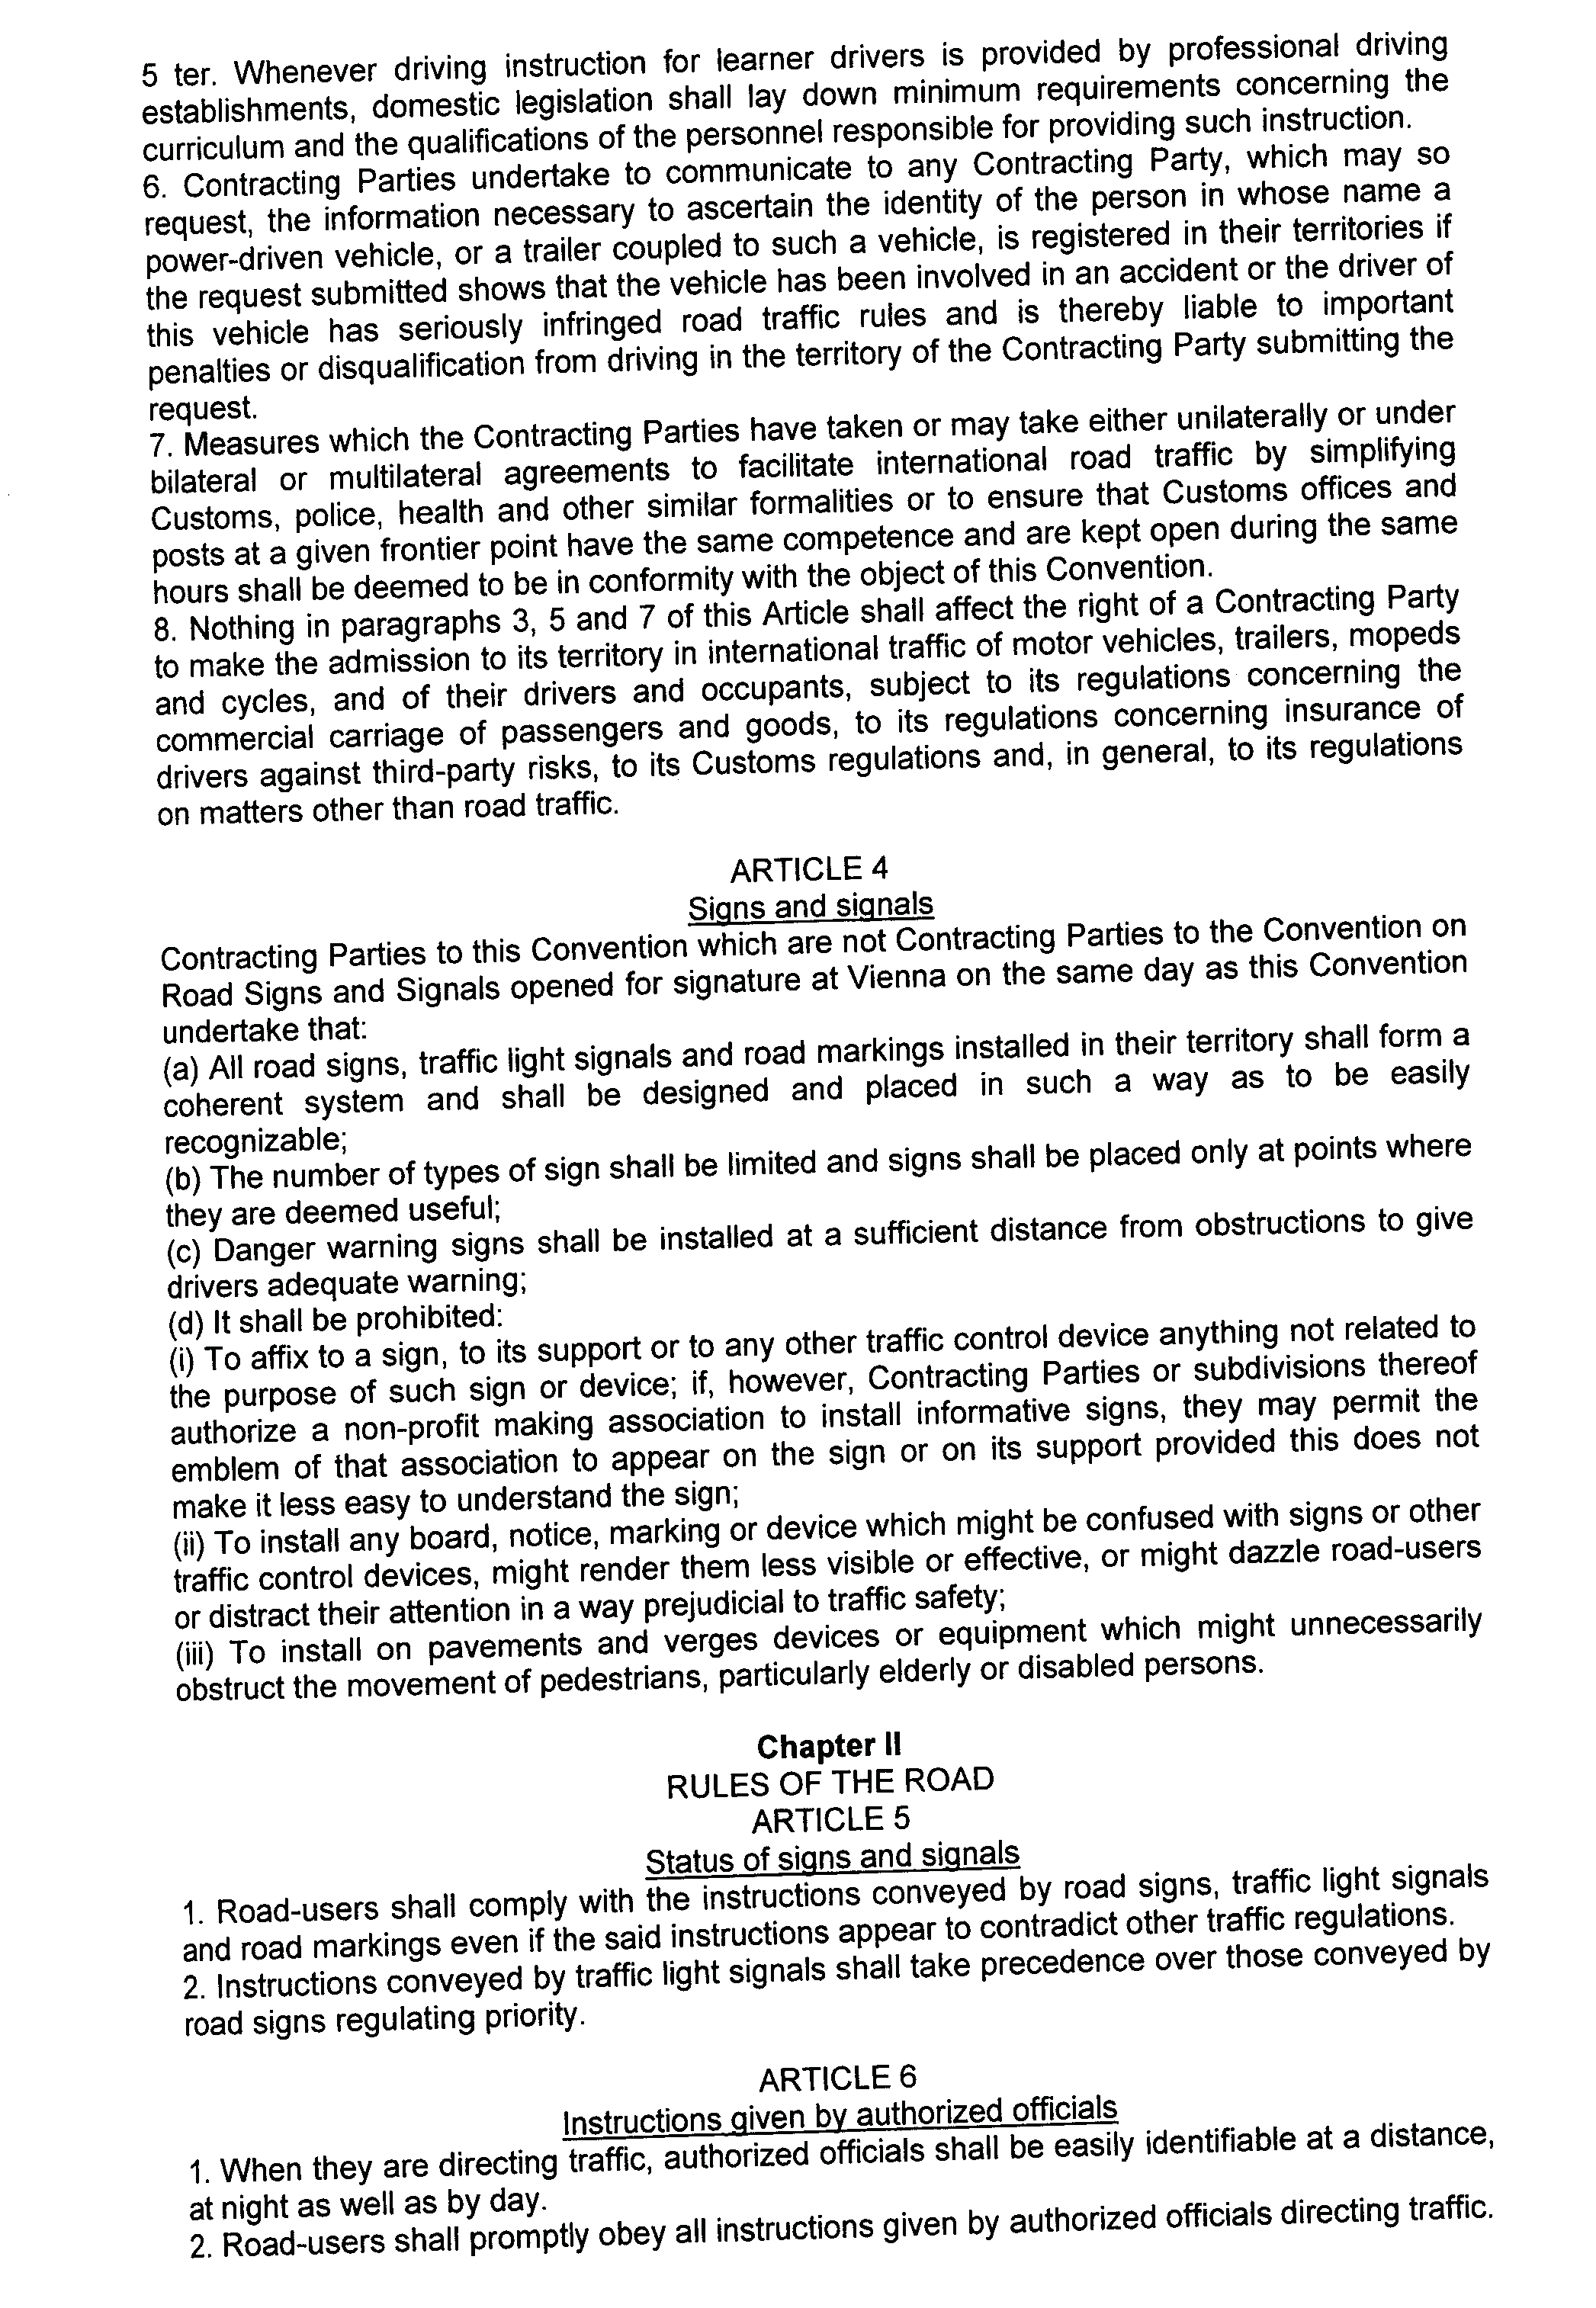 5 ter. Whenever driving instruction for learner drivers is provided by professional driving
establishments, domestic legislation shall lay down minimum requirements concerning the
curriculum and the qualifications of the personnel responsible for providing such instruction.
6. Contracting Parties undertake to communicate to any Contracting Party, which may so
request, the information necessary to ascertain the identity of the person in whose name a
power-driven vehicle, or a trailer coupled to such a vehicle, is registered in their territories if
the request submitted shows that the vehicle has been involved in an accident or the driver of
this vehicle has seriously infringed road traffic rules and is thereby liable to important
penalties or disqualification from driving in the territory of the Contracting Party submitting the
request.
7. Measures which the Contracting Parties have taken or may take either unilaterally or under
bilateral or multilateral agreements to facilitate international road traffic by simplifying
Customs, police, health and other similar formalities or to ensure that Customs offices and
posts at a given frontier point have the same competence and are kept open during the same
hours shall be deemed to be in conformity with the object of this Convention.
8. Nothing in paragraphs 3, 5 and 7 of this Article shall affect the right of a Contracting Party
to make the admission to its territory in international traffic of motor vehicles, trailers, mopeds
and cycles, and of their drivers and occupants, subject to its regulations concerning the
commercial carriage of passengers and goods, to its regulations concerning insurance of
drivers against third-party risks, to its Customs regulations and, in general, to its regulations
on matters other than road traffic.
ARTICLE 4
Signs and signals
Contracting Parties to this Convention which are not Contracting Parties to the Convention on
Road Signs and Signals opened for signature at Vienna on the same day as this Convention
undertake that:
(a) All road signs, traffic light signals and road markings installed in their territory shall form a
coherent system and shall be designed and placed in such a way as to be easily
recognizable;
(b) The number of types of sign shall be limited and signs shall be placed only at points where
they are deemed useful;
(c) Danger warning signs shall be installed at a sufficient distance from obstructions to give
drivers adequate warning;
(d) It shall be prohibited:
(i) To affix to a sign, to its support or to any other traffic control device anything not related to
the purpose of such sign or device; if, however, Contracting Parties or subdivisions thereof
authorize a non-profit making association to install informative signs, they may permit the
emblem of that association to appear on the sign or on its support provided this does not
make it less easy to understand the sign;
(ii) To install any board, notice, marking or device which might be confused with signs or other
traffic control devices, might render them less visible or effective, or might dazzle road-users
or distract their attention in a way prejudicial to traffic safety;
(iii) To install on pavements and verges devices or equipment which might unnecessarily
obstruct the movement of pedestrians, particularly elderly or disabled persons.
Chapter II
RULES OF THE ROAD
ARTICLE 5
Status of signs and signals
1. Road-users shall comply with the instructions conveyed by road signs, traffic light signals
and road markings even if the said instructions appear to contradict other traffic regulations.
2. Instructions conveyed by traffic light signals shall take precedence over those conveyed by
road signs regulating priority.
ARTICLE 6
Instructions given by authorized officials
1. When they are directing traffic, authorized officials shall be easily identifiable at a distance,
at night as well as by day.
2. Road-users shall promptly obey all instructions given by authorized officials directing traffic.